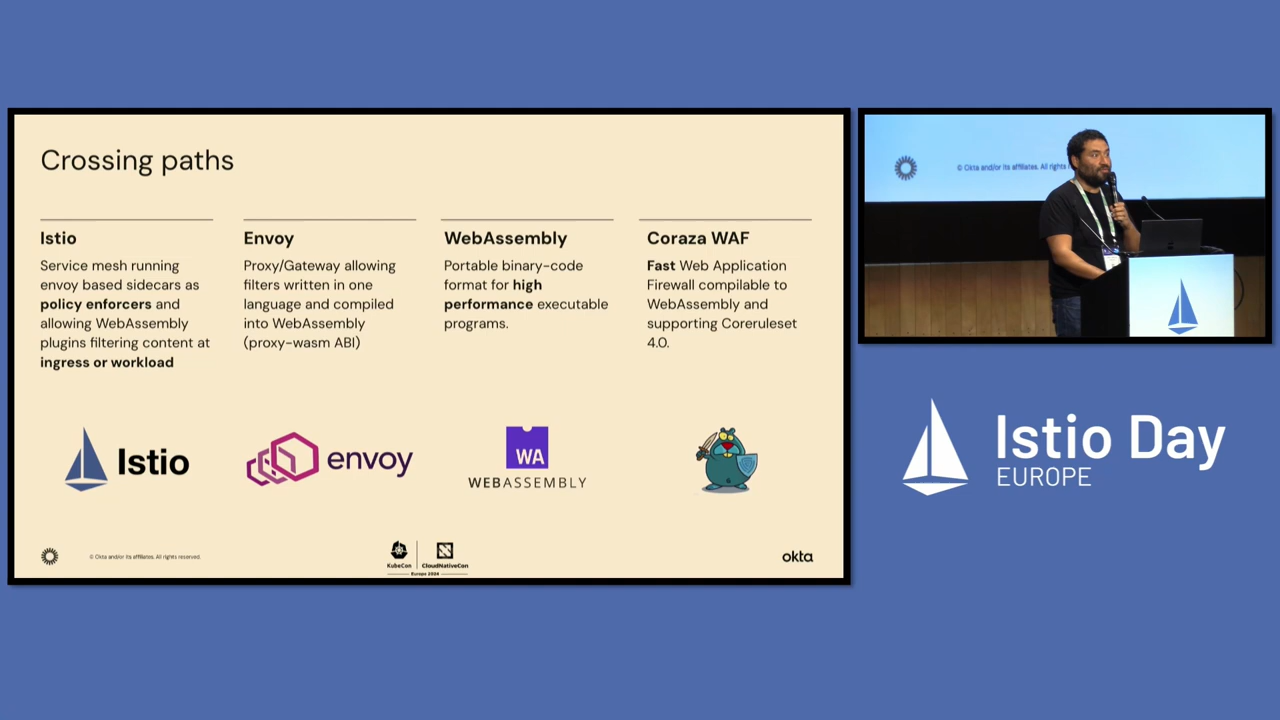 Crossing paths
Istio
Service mesh running
envoy based sidecars as
policy enforcers and
allowing WebAssembly
plugins filtering content at
ingress or workload
Envoy
Proxy/Gateway allowing
filters written in one
language and compiled
into WebAssembly
(proxy-wasm ABI)
WebAssembly
Portable binary-code
format for high
performance executable
programs.
Coraza WAF
Fast Web Application
Firewall compilable to
WebAssembly and
supporting Coreruleset
4.0.
Istio
envoy
WA
WEBASSEMBLY
© Okta and/or its affiliates. All rights reserved.
KubeCon
CloudNativeCon
Europe 2024
okta
© Okta and/or its affiliates. All rights
Istio Day
EUROPE